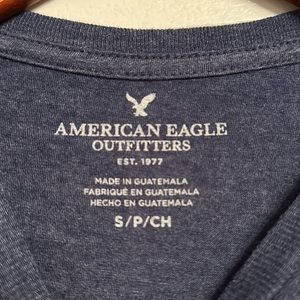 AMERICAN EAGLE
OUTFITTERS
EST. 1977
MADE IN GUATEMALA
FABRIQUÉ EN GUATEMALA
HECHO EN GUATEMALA
S/P/CH